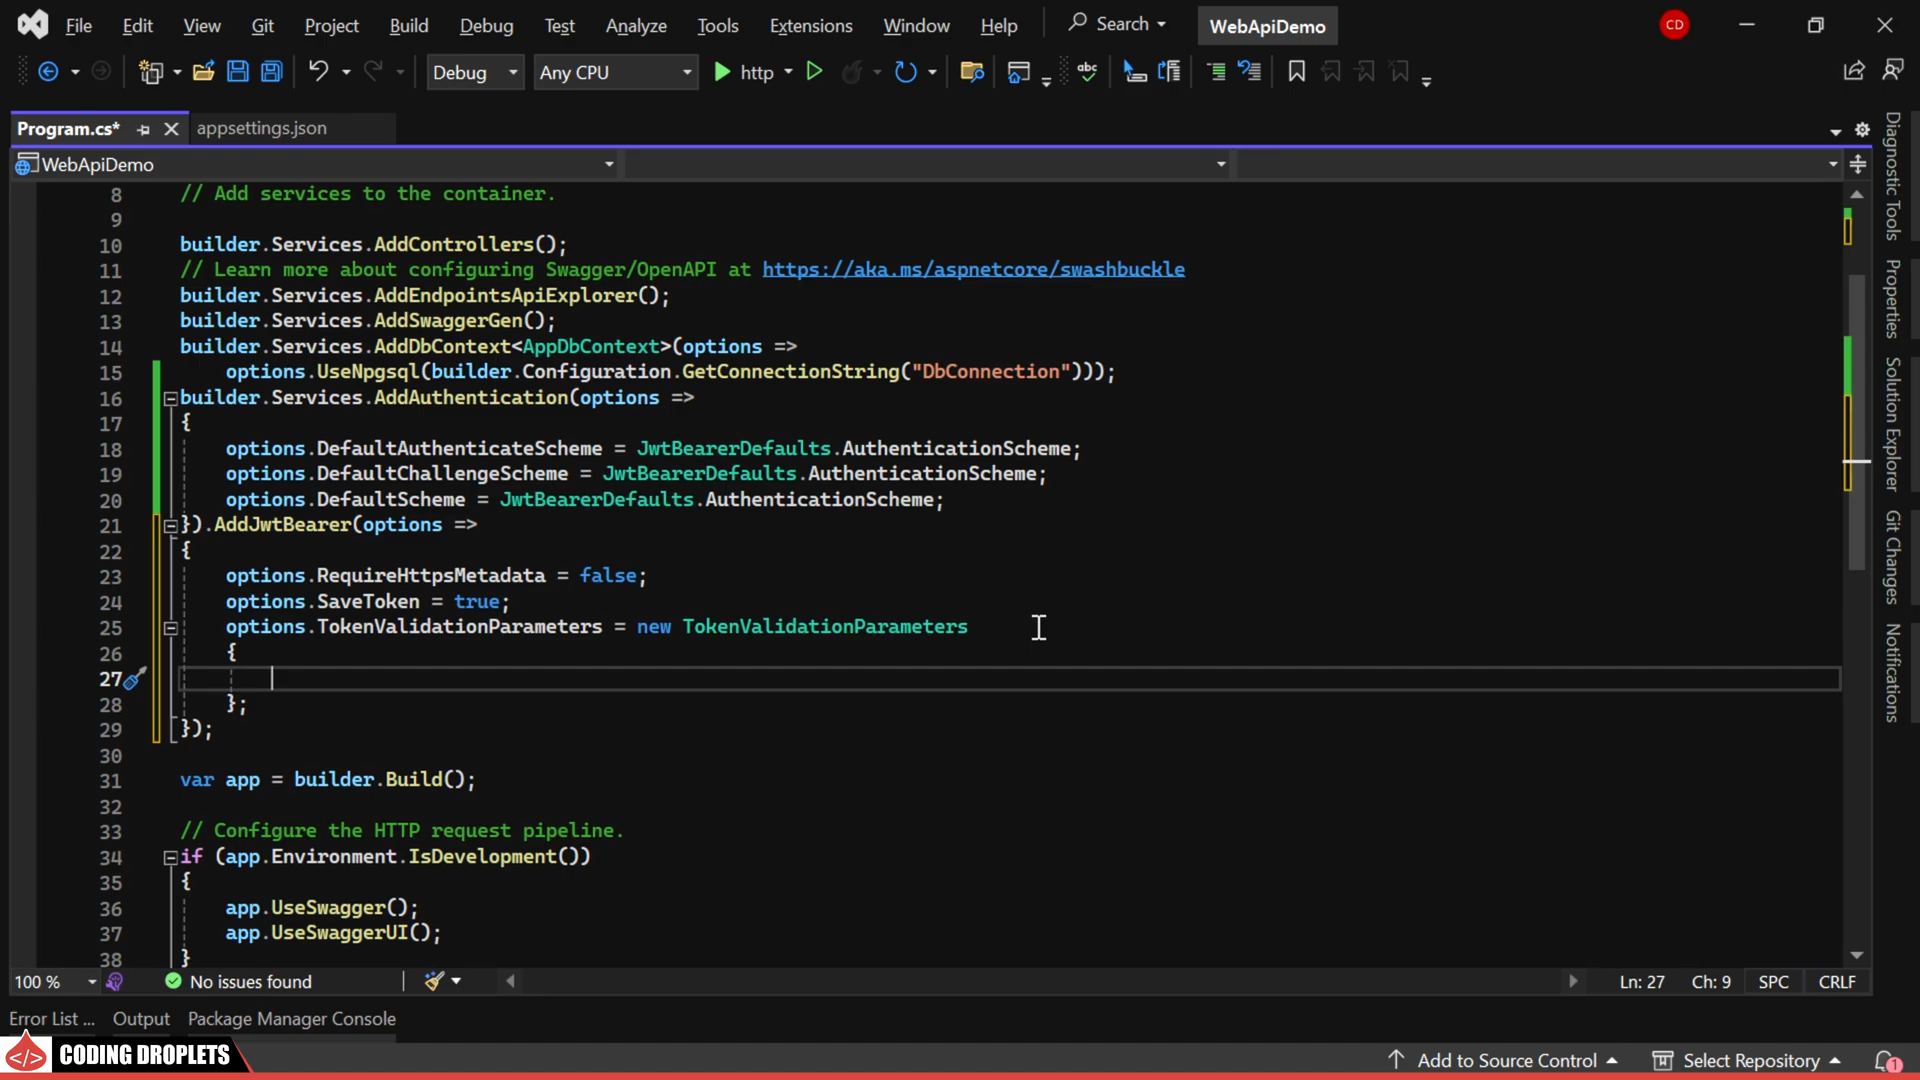 File Edit View Git Project Build Debug Test Analyze Tools Extensions Window Help Search WebApiDemo CD
Debug Any CPU http abc
Program.cs* appsettings.json
WebApiDemo
8 // Add services to the container.
9
10 builder.Services.AddControllers();
11 // Learn more about configuring Swagger/OpenAPI at https://aka.ms/aspnetcore/swashbuckle
12 builder.Services.AddEndpointsApiExplorer();
13 builder.Services.AddSwaggerGen();
14 builder.Services.AddDbContext<AppDbContext>(options =>
15 options.UseNpgsql(builder.Configuration.GetConnectionString("DbConnection")));
16 builder.Services.AddAuthentication(options =>
17 {
18 options.DefaultAuthenticateScheme = JwtBearerDefaults.AuthenticationScheme;
19 options.DefaultChallengeScheme = JwtBearerDefaults.AuthenticationScheme;
20 options.DefaultScheme = JwtBearerDefaults.AuthenticationScheme;
21 }).AddJwtBearer(options =>
22 {
23 options.RequireHttpsMetadata = false;
24 options.SaveToken = true;
25 options.TokenValidationParameters = new TokenValidationParameters
26 {
27
28 };
29 });
30
31 var app = builder.Build();
32
33 // Configure the HTTP request pipeline.
34 if (app.Environment.IsDevelopment())
35 {
36 app.UseSwagger();
37 app.UseSwaggerUI();
38 }
Diagnostic Tools
Properties
Solution Explorer
Git Changes
Notifications
100 % No issues found Ln: 27 Ch: 9 SPC CRLF
Error List ... Output Package Manager Console
</> CODING DROPLETS
Add to Source Control Select Repository 1